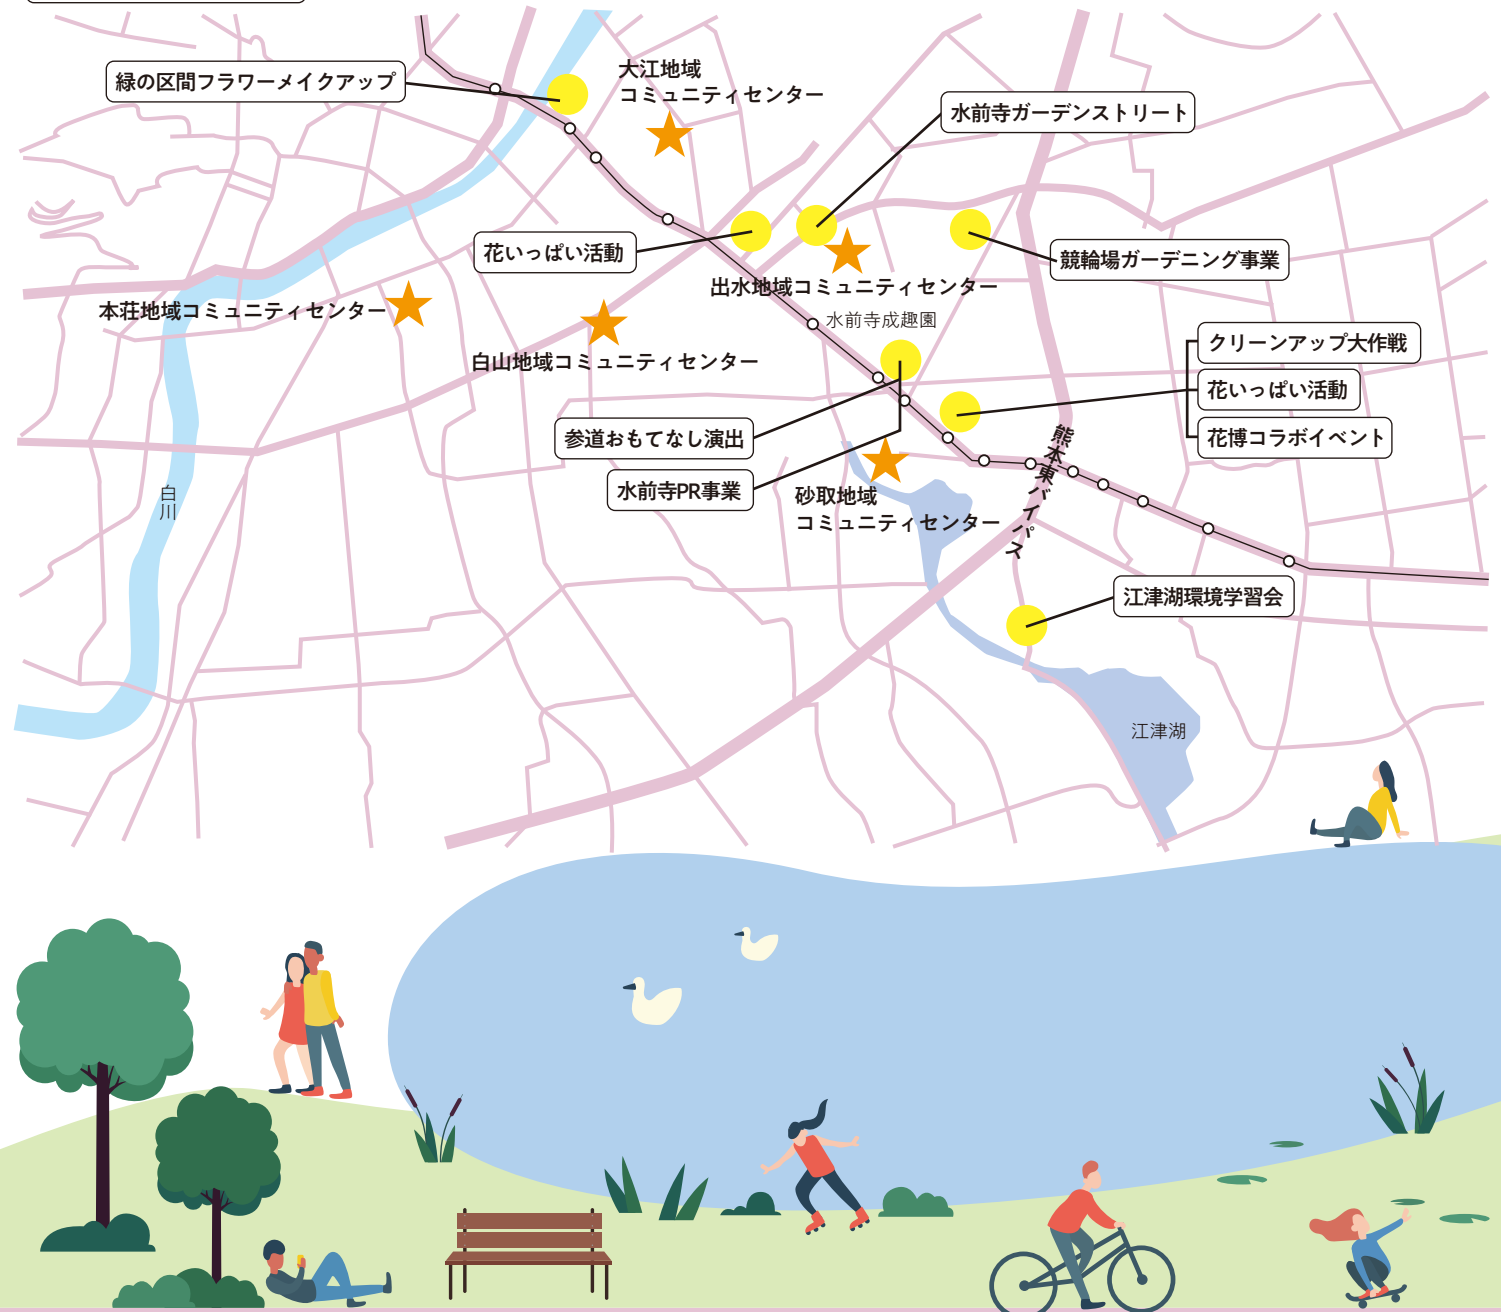 緑の区間フラワーメイクアップ
大江地域
コミュニティセンター
水前寺ガーデンストリート
花いっぱい活動
競輪場ガーデニング事業
出水地域コミュニティセンター
本荘地域コミュニティセンター
水前寺成趣園
白山地域コミュニティセンター
クリーンアップ大作戦
花いっぱい活動
花博コラボイベント
参道おもてなし演出
熊本東バイパス
水前寺PR事業
砂取地域
コミュニティセンター
白川
江津湖環境学習会
江津湖